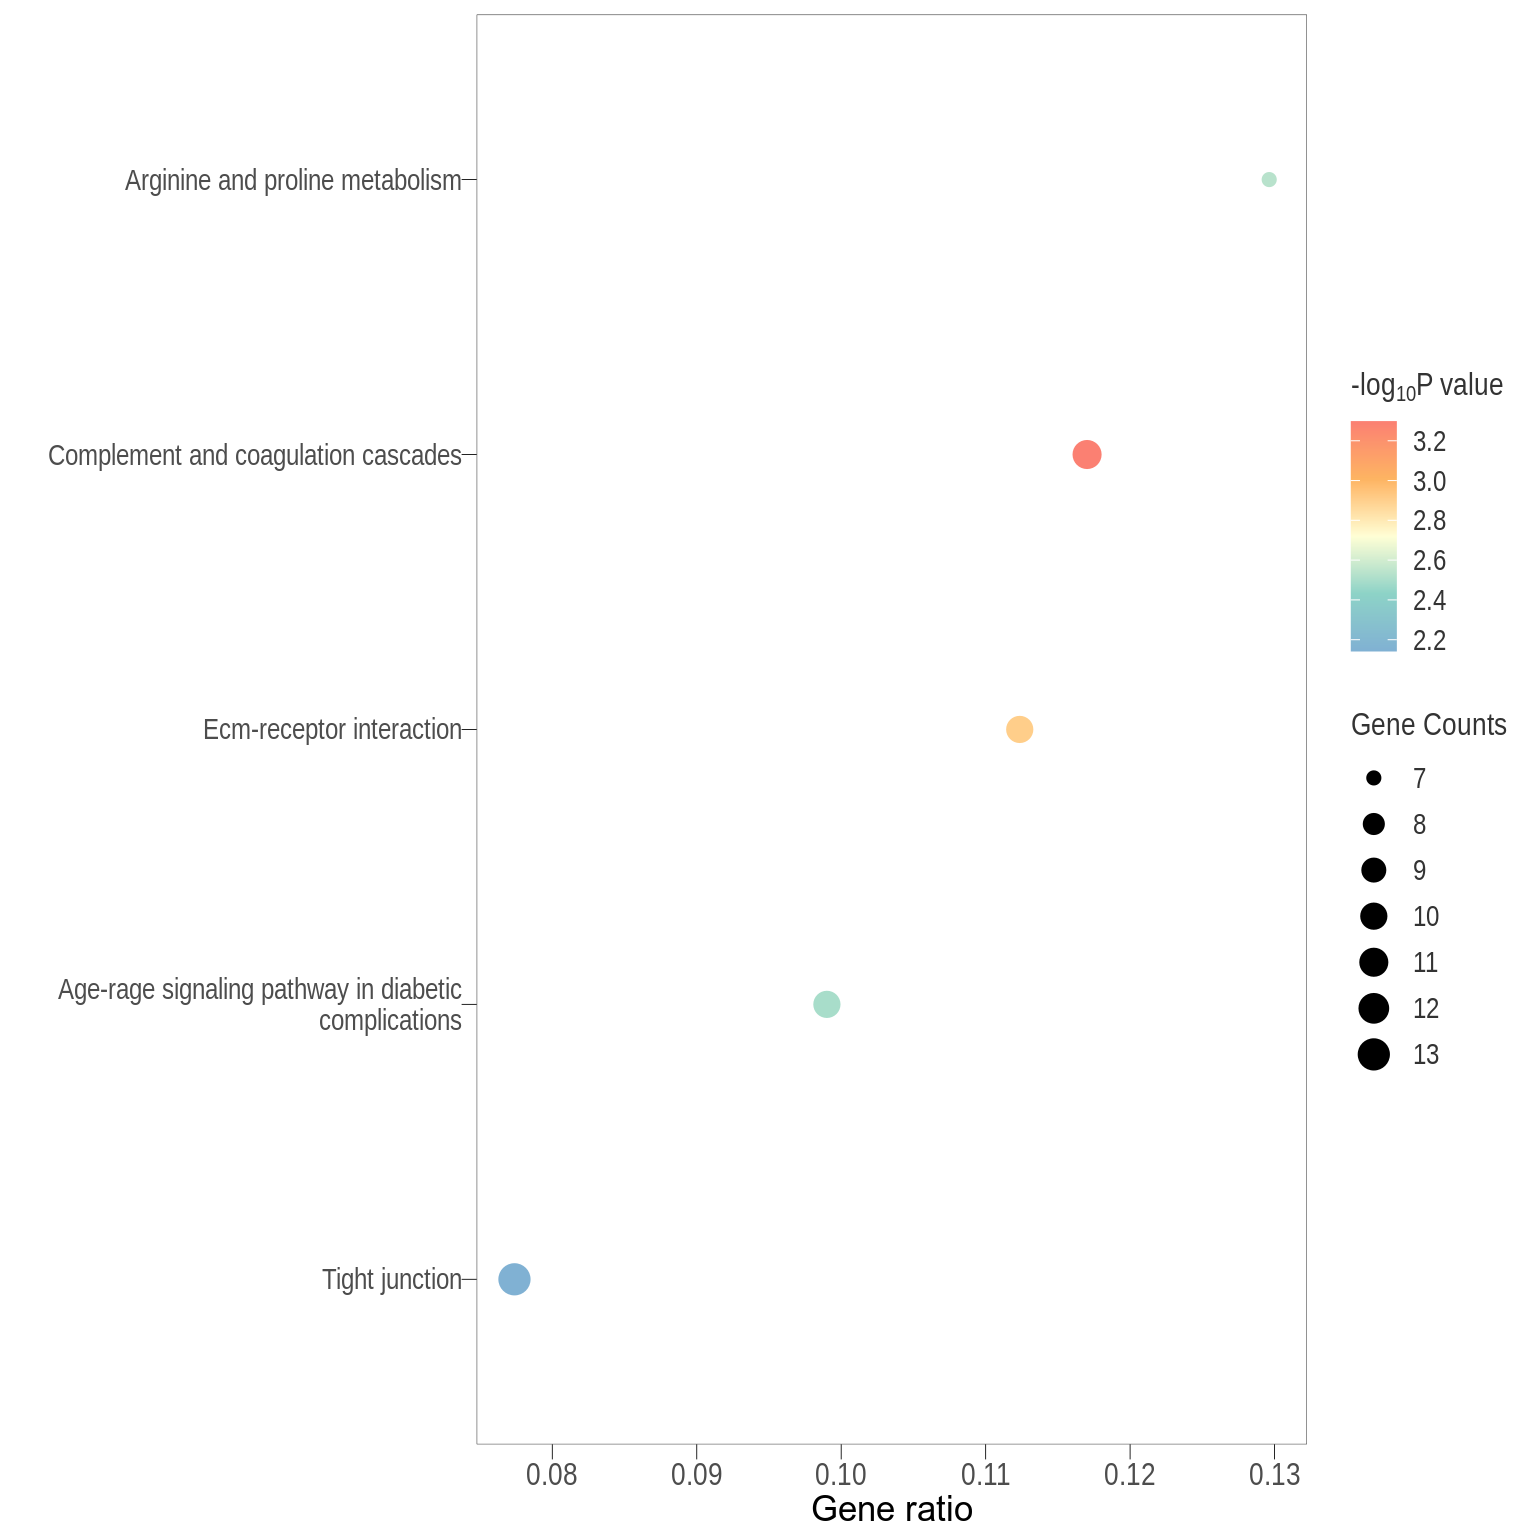 Arginine and proline metabolism
Complement and coagulation cascades
Ecm-receptor interaction
Age-rage signaling pathway in diabetic
complications
Tight junction
0.08
0.09
0.10
0.11
0.12
0.13
Gene ratio
-log10P value
3.2
3.0
2.8
2.6
2.4
2.2
Gene Counts
7
8
9
10
11
12
13